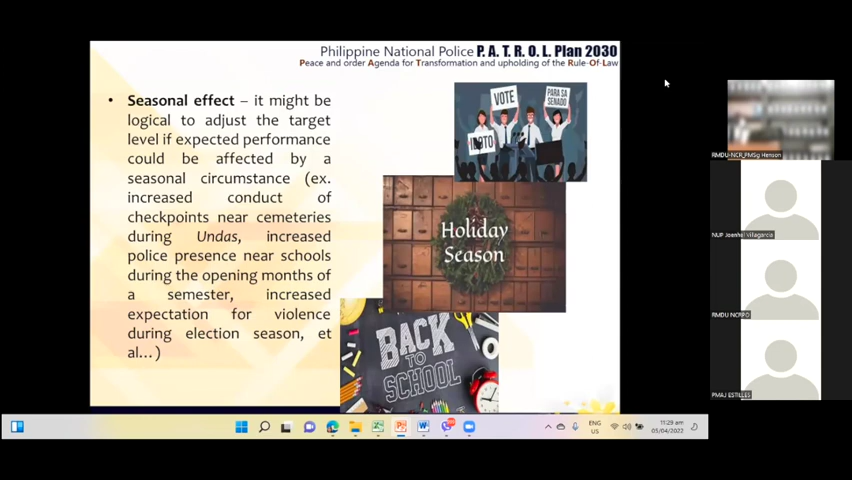 Philippine National Police P. A. T. R. O. L. Plan 2030
Peace and order Agenda for Transformation and upholding of the Rule-Of-Law
• Seasonal effect – it might be
logical to adjust the target
level if expected performance
could be affected by a
seasonal circumstance (ex.
increased conduct of
checkpoints near cemeteries
during Undas, increased
police presence near schools
during the opening months of
a semester, increased
expectation for violence
during election season, et
al...)
VOTE
PARA SA
SENADO
Holiday
Season
BACK
TO
SCHOOL
RMDU-NCR_PMSg Henson
NUP Joenhel Villagarcia
RMDU NCRPO
PMAJ ESTILLES
ENG
US
11:29 am
05/04/2022